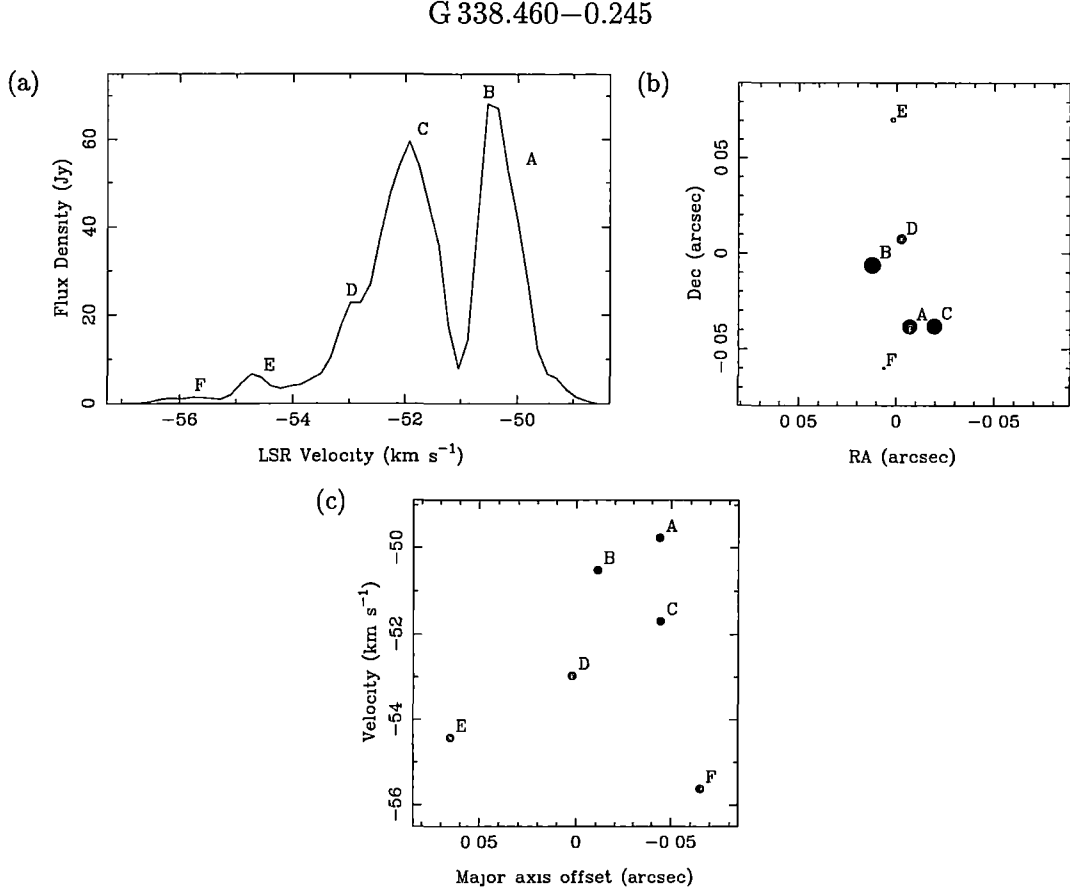 G 338.460−0.245
(a)
B
C
A
D
E
F
60
40
20
0
Flux Density (Jy)
−56
−54
−52
−50
LSR Velocity (km s⁻¹)
(b)
E
D
B
A
C
F
0 05
0
−0 05
Dec (arcsec)
0 05
0
−0 05
RA (arcsec)
(c)
A
B
C
D
E
F
−50
−52
−54
−56
Velocity (km s⁻¹)
0 05
0
−0 05
Major axis offset (arcsec)